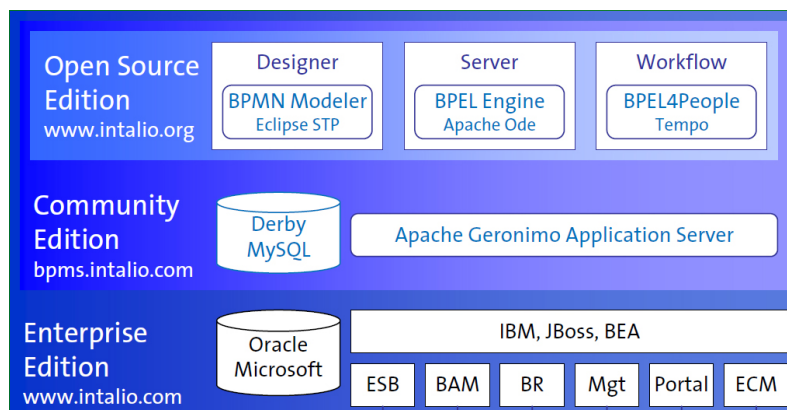 Open Source
Edition
www.intalio.org
Designer
BPMN Modeler
Eclipse STP
Server
BPEL Engine
Apache Ode
Workflow
BPEL4People
Tempo
Community
Edition
bpms.intalio.com
Derby
MySQL
Apache Geronimo Application Server
Enterprise
Edition
www.intalio.com
Oracle
Microsoft
IBM, JBoss, BEA
ESB
BAM
BR
Mgt
Portal
ECM